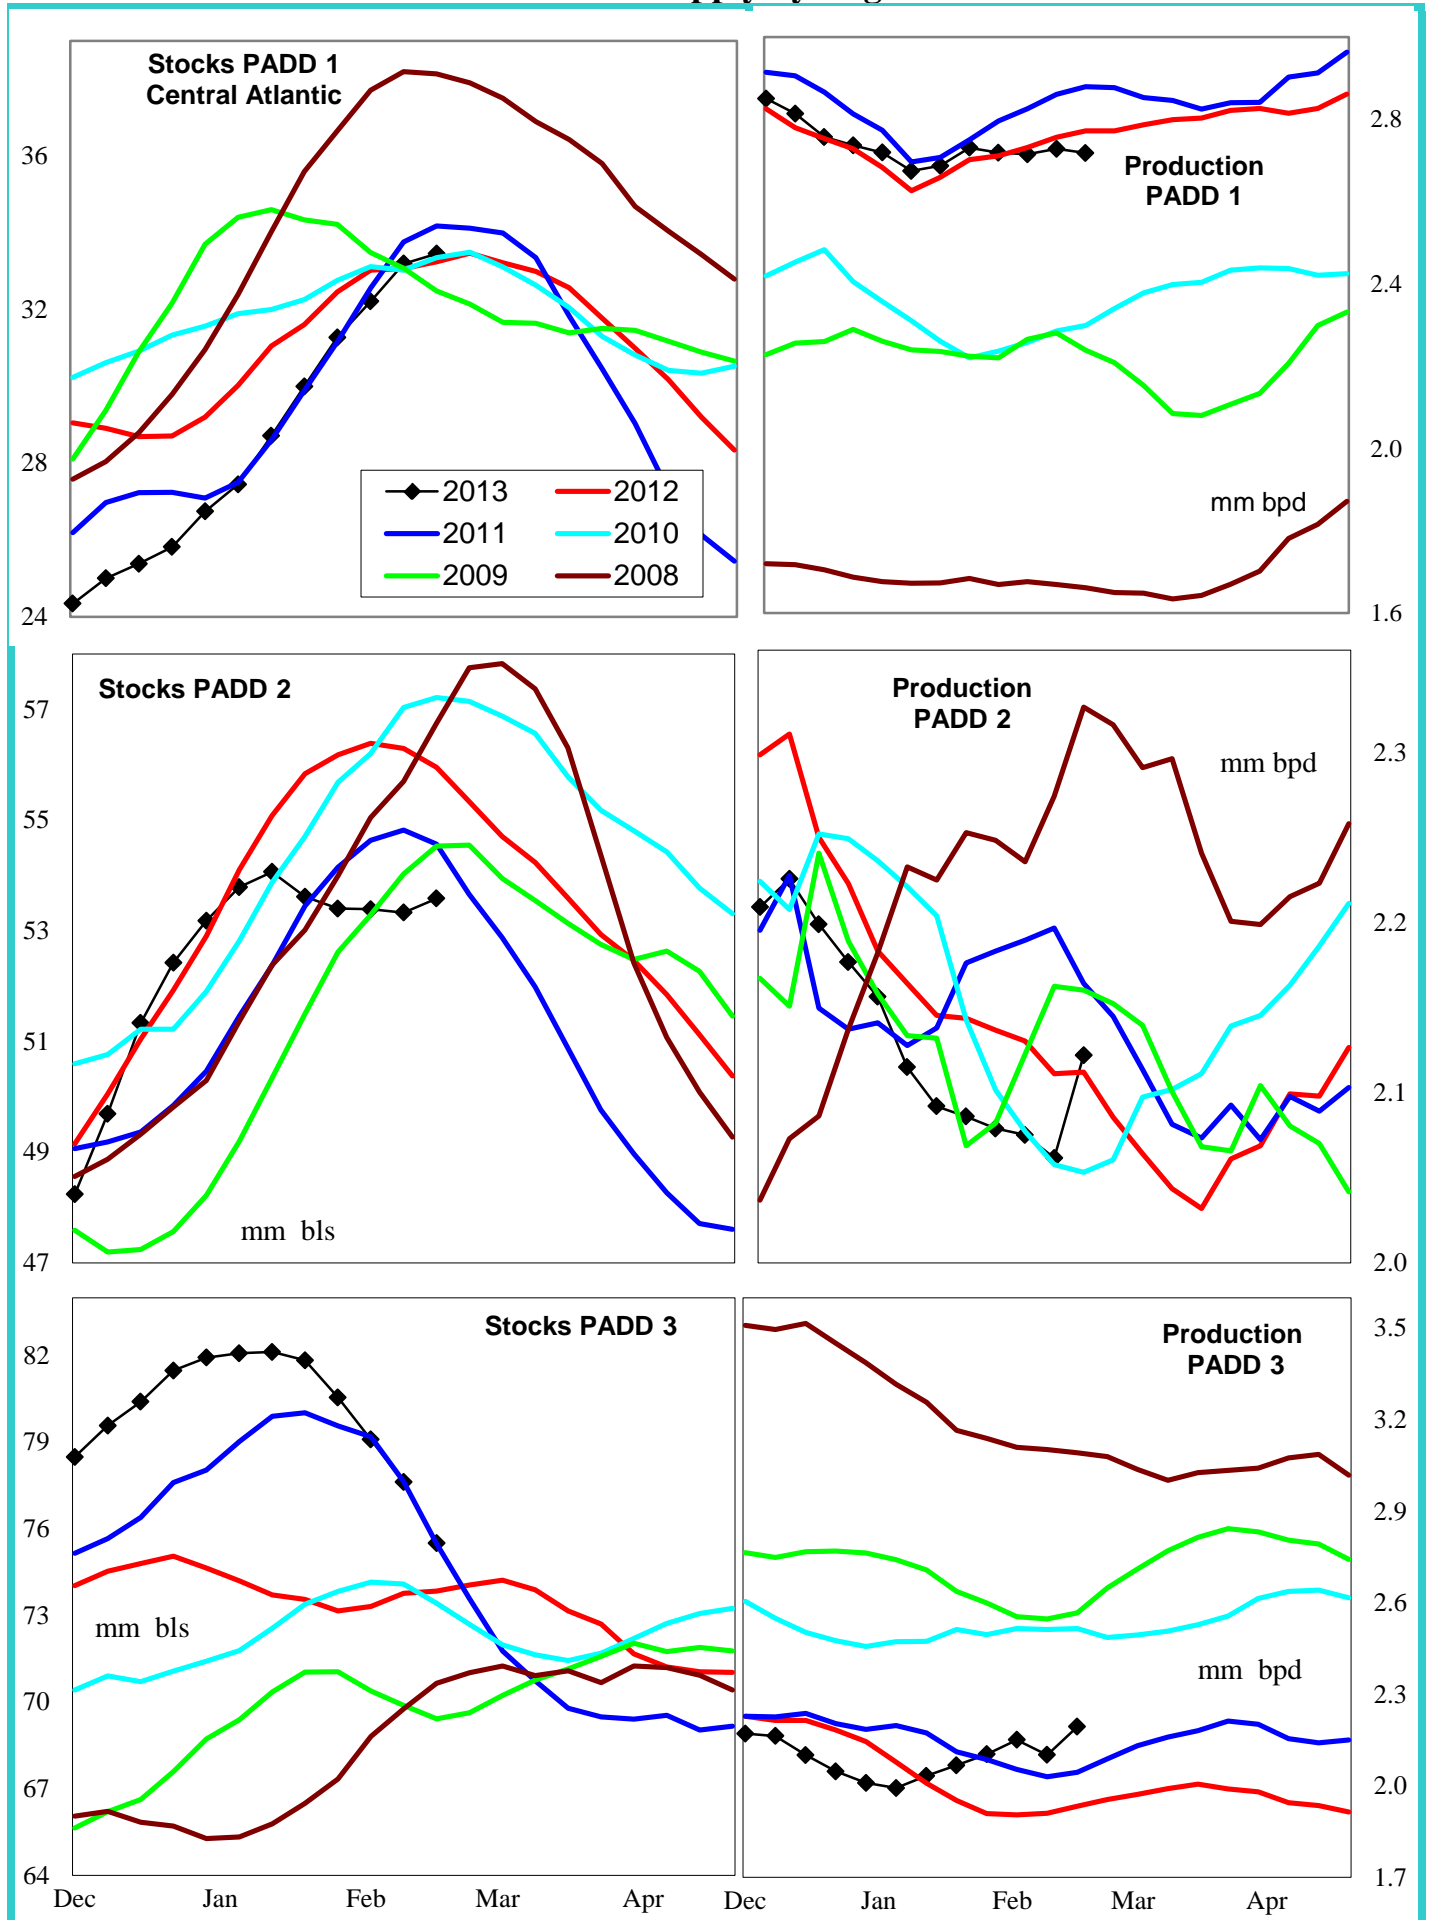 Stocks PADD 1
Central Atlantic
36
32
28
24
2013
2012
2011
2010
2009
2008
Production
PADD 1
mm bpd
2.8
2.4
2.0
1.6
Stocks PADD 2
57
55
53
51
49
47
mm bls
Production
PADD 2
mm bpd
2.3
2.2
2.1
2.0
Stocks PADD 3
82
79
76
73
70
67
64
mm bls
Dec Jan Feb Mar Apr
Production
PADD 3
mm bpd
3.5
3.2
2.9
2.6
2.3
2.0
1.7
Dec Jan Feb Mar Apr